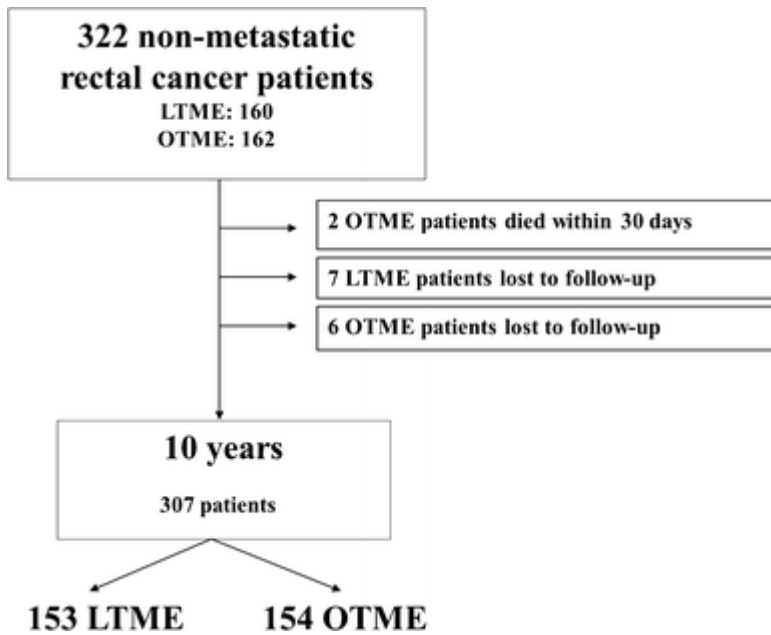 322 non-metastatic
rectal cancer patients
LTME: 160
OTME: 162
2 OTME patients died within 30 days
7 LTME patients lost to follow-up
6 OTME patients lost to follow-up
10 years
307 patients
153 LTME
154 OTME